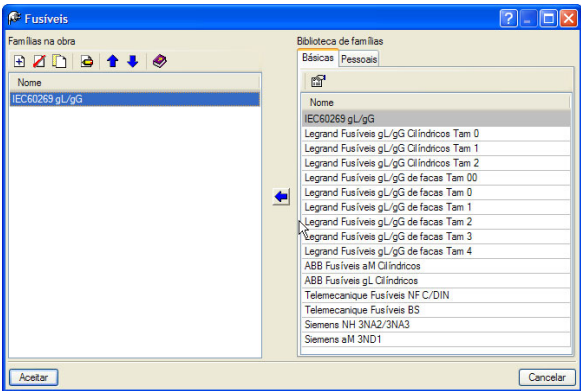 Fusíveis
Famílias na obra
Nome
IEC60269 gL/gG
Biblioteca de famílias
Básicas Pessoais
Nome
IEC60269 gL/gG
Legrand Fusíveis gL/gG Cilíndricos Tam 0
Legrand Fusíveis gL/gG Cilíndricos Tam 1
Legrand Fusíveis gL/gG Cilíndricos Tam 2
Legrand Fusíveis gL/gG de facas Tam 00
Legrand Fusíveis gL/gG de facas Tam 0
Legrand Fusíveis gL/gG de facas Tam 1
Legrand Fusíveis gL/gG de facas Tam 2
Legrand Fusíveis gL/gG de facas Tam 3
Legrand Fusíveis gL/gG de facas Tam 4
ABB Fusíveis aM Cilíndricos
ABB Fusíveis gL Cilíndricos
Telemecanique Fusíveis NF C/DIN
Telemecanique Fusíveis BS
Siemens NH 3NA2/3NA3
Siemens aM 3ND1
Aceitar
Cancelar